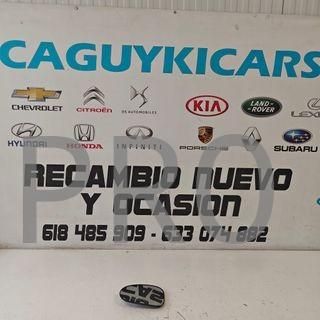 CAGUYKICARS
CHEVROLET CITROËN DS AUTOMOBILES KIA LAND ROVER
HYUNDAI HONDA INFINITI PORSCHE SUBARU
RECAMBIO NUEVO
Y OCASION
618 485 909 - 633 074 882
PRO